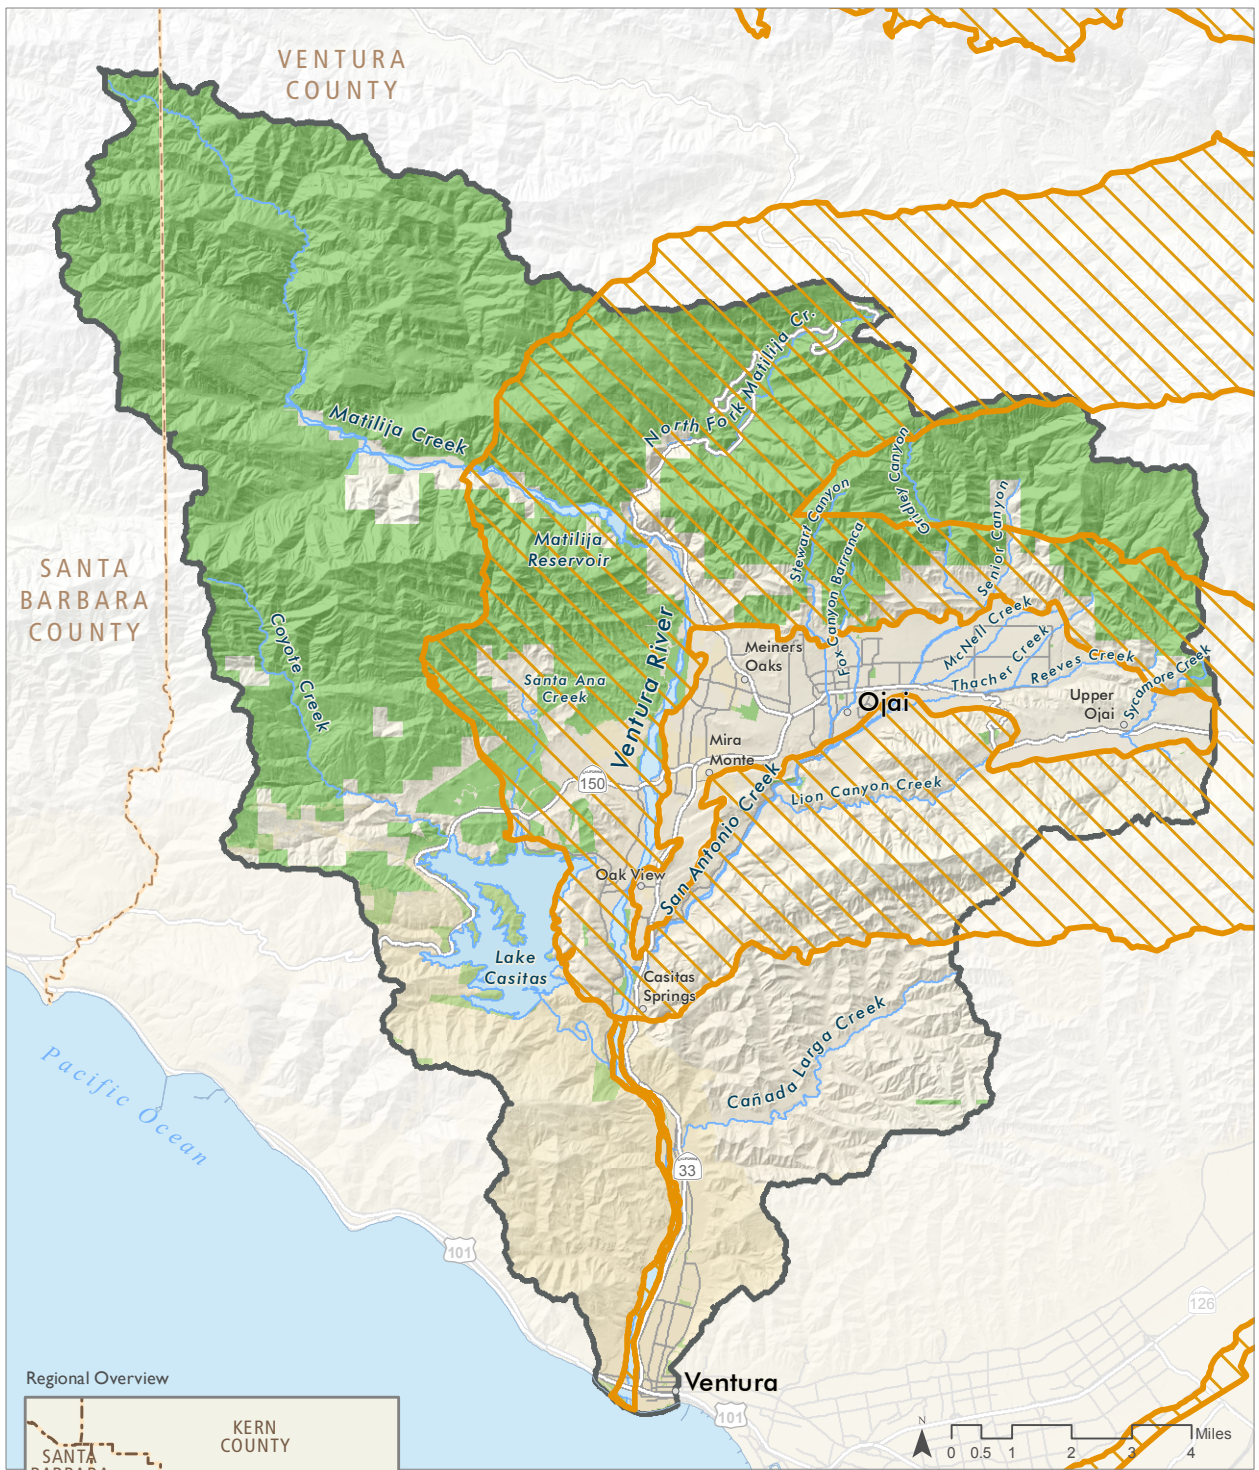 VENTURA
COUNTY
North Fork Matilija Cr.
Matilija Creek
Gridley Canyon
Stewart Canyon
Senior Canyon
Fox Canyon Barranca
Matilija
Reservoir
SANTA
BARBARA
COUNTY
Coyote Creek
Ventura River
McNell Creek
Thacher Creek
Reeves Creek
Sycamore Creek
Meiners
Oaks
Santa Ana
Creek
Ojai
Upper
Ojai
Mira
Monte
CALIFORNIA
150
Lion Canyon Creek
San Antonio Creek
Oak View
Lake
Casitas
Casitas
Springs
Cañada Larga Creek
Pacific Ocean
CALIFORNIA
33
101
126
Ventura
101
Regional Overview
KERN
COUNTY
SANTA
BARBARA
N
Miles
0 0.5 1 2 3 4